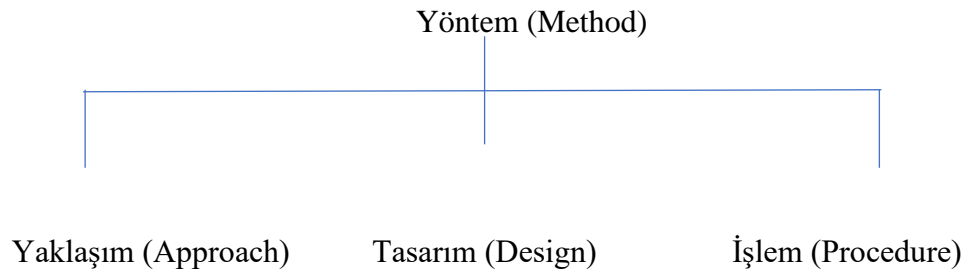 Yöntem (Method)
Yaklaşım (Approach) Tasarım (Design) İşlem (Procedure)